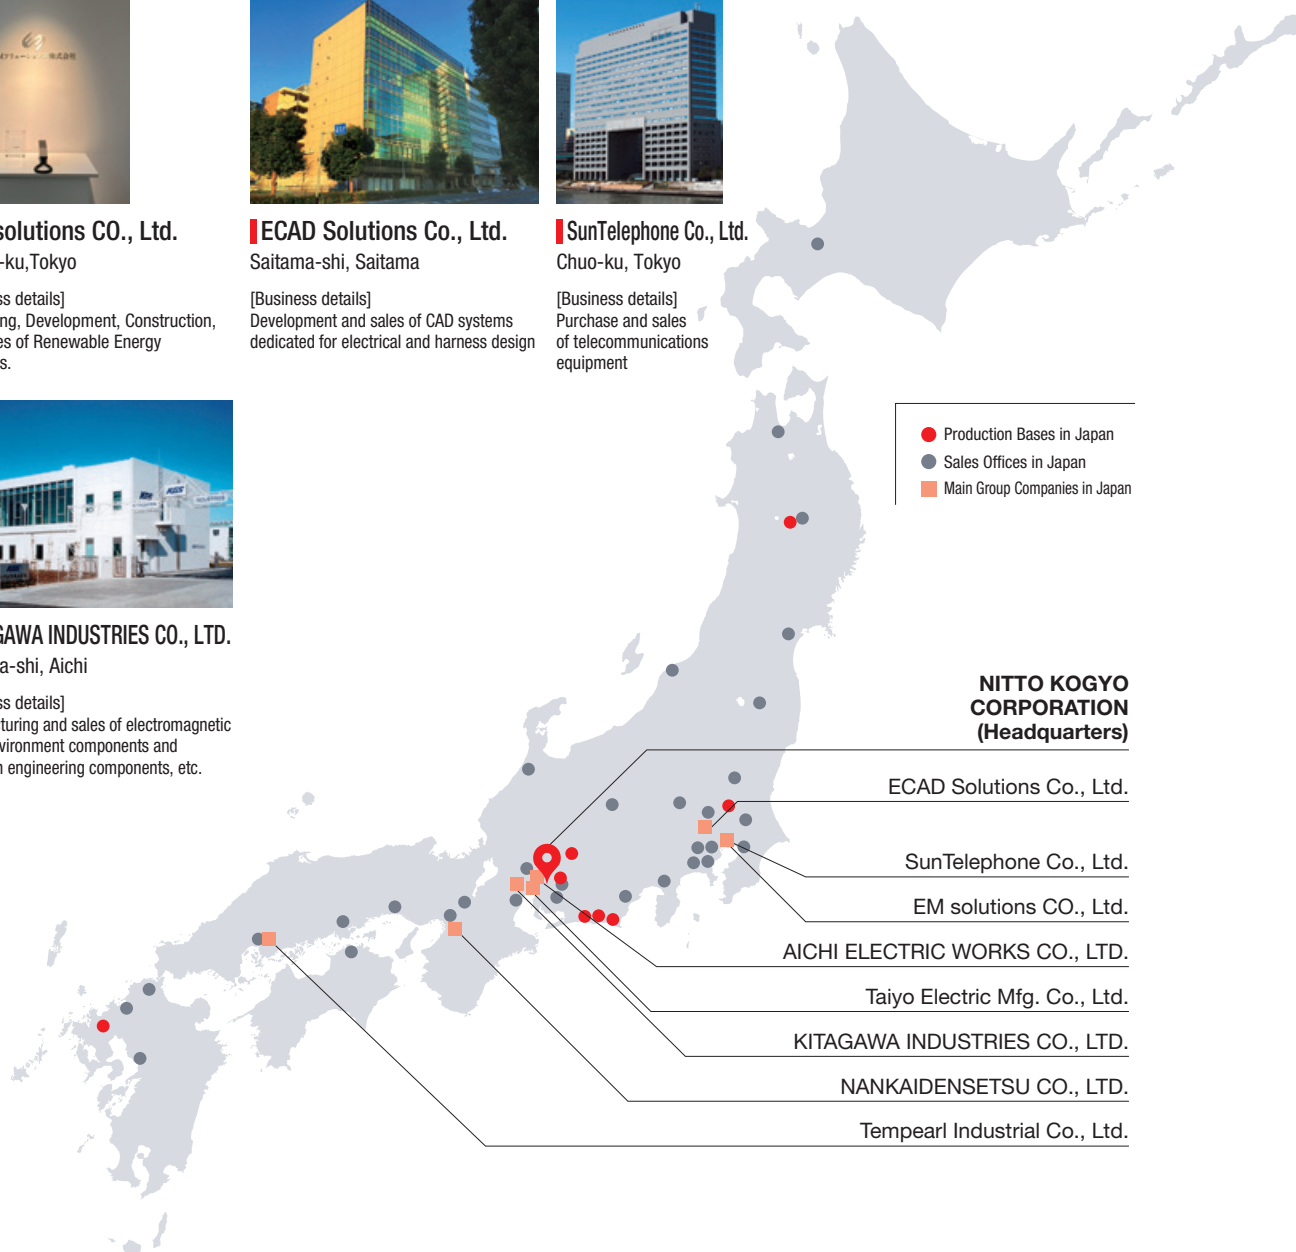 株式会社
solutions CO., Ltd.
-ku,Tokyo
ss details]
ng, Development, Construction,
es of Renewable Energy
s.
ECAD Solutions Co., Ltd.
Saitama-shi, Saitama
[Business details]
Development and sales of CAD systems
dedicated for electrical and harness design
SunTelephone Co., Ltd.
Chuo-ku, Tokyo
[Business details]
Purchase and sales
of telecommunications
equipment
GAWA INDUSTRIES CO., LTD.
a-shi, Aichi
ss details]
turing and sales of electromagnetic
vironment components and
n engineering components, etc.
Production Bases in Japan
Sales Offices in Japan
Main Group Companies in Japan
NITTO KOGYO
CORPORATION
(Headquarters)
ECAD Solutions Co., Ltd.
SunTelephone Co., Ltd.
EM solutions CO., Ltd.
AICHI ELECTRIC WORKS CO., LTD.
Taiyo Electric Mfg. Co., Ltd.
KITAGAWA INDUSTRIES CO., LTD.
NANKAIDENSETSU CO., LTD.
Tempearl Industrial Co., Ltd.